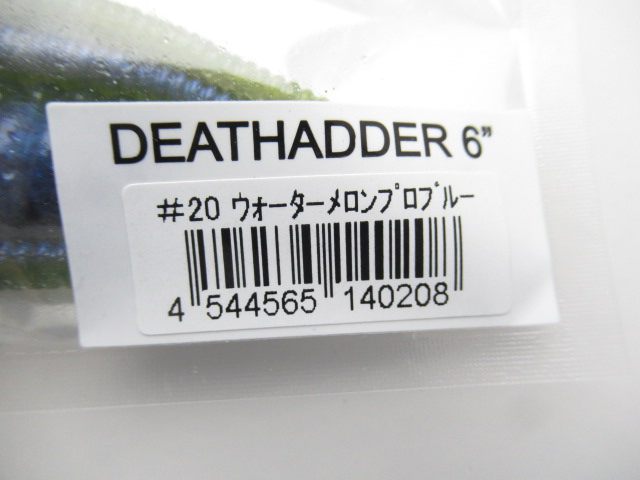 DEATHADDER 6”
#20 ｳｫｰﾀｰﾒﾛﾝﾌﾟﾛﾌﾞﾙｰ
4 544565 140208